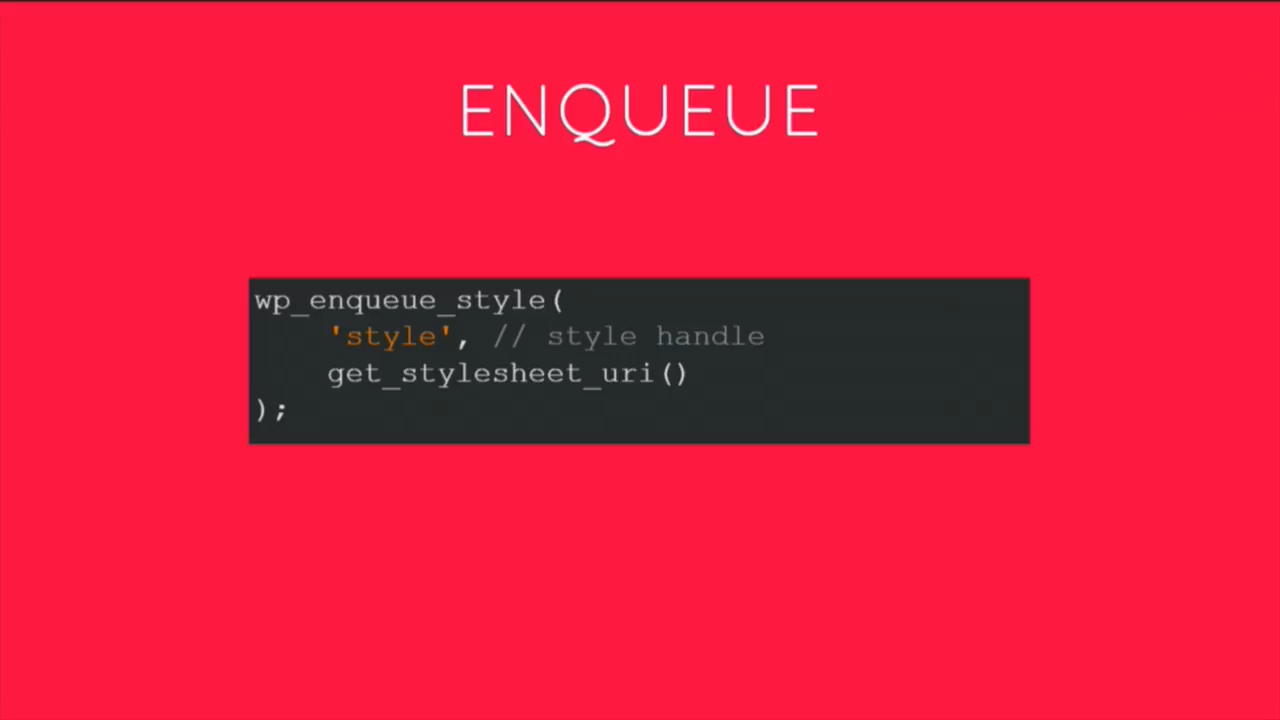 ENQUEUE
wp_enqueue_style(
    'style', // style handle
    get_stylesheet_uri()
);